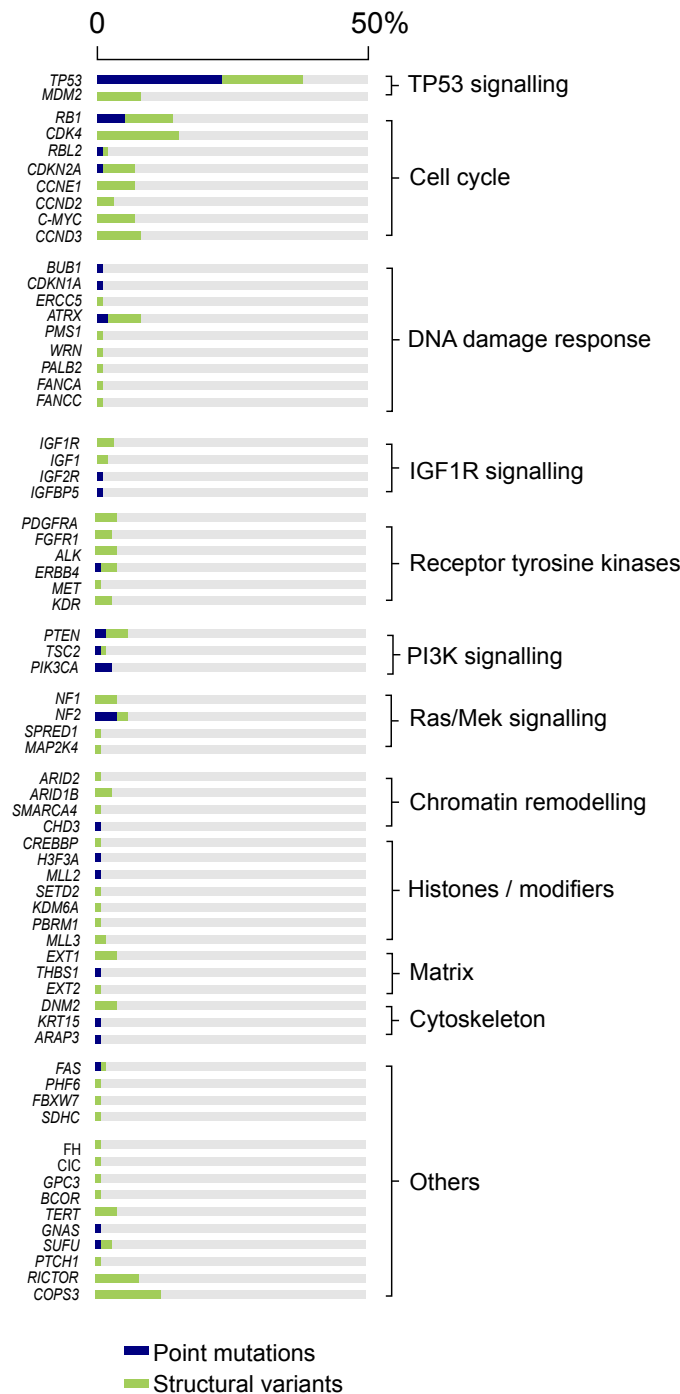 0 50%
TP53
MDM2
TP53 signalling
RB1
CDK4
RBL2
CDKN2A
CCNE1
CCND2
C-MYC
CCND3
Cell cycle
BUB1
CDKN1A
ERCC5
ATRX
PMS1
WRN
PALB2
FANCA
FANCC
DNA damage response
IGF1R
IGF1
IGF2R
IGFBP5
IGF1R signalling
PDGFRA
FGFR1
ALK
ERBB4
MET
KDR
Receptor tyrosine kinases
PTEN
TSC2
PIK3CA
PI3K signalling
NF1
NF2
SPRED1
MAP2K4
Ras/Mek signalling
ARID2
ARID1B
SMARCA4
CHD3
Chromatin remodelling
CREBBP
H3F3A
MLL2
SETD2
KDM6A
PBRM1
MLL3
Histones / modifiers
EXT1
THBS1
EXT2
Matrix
DNM2
KRT15
ARAP3
Cytoskeleton
FAS
PHF6
FBXW7
SDHC
FH
CIC
GPC3
BCOR
TERT
GNAS
SUFU
PTCH1
RICTOR
COPS3
Others
Point mutations
Structural variants